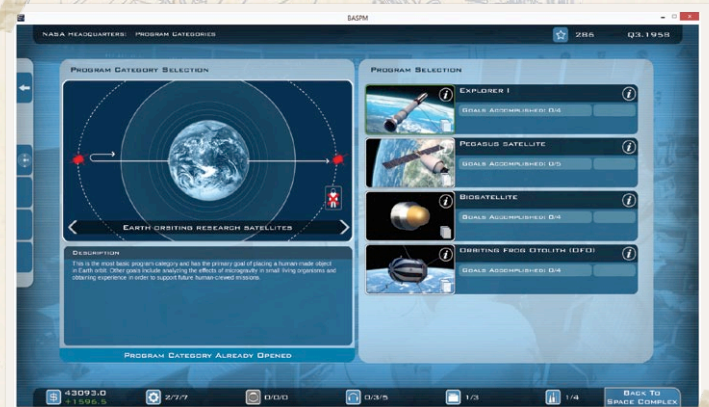 BASPM
NASA Headquarters: Program Categories
286
Q3.1958
Program Category Selection
Earth orbiting research satellites
Description
This is the most basic program category and has the primary goal of placing a human-made object
in Earth orbit. Other goals include analyzing the effects of microgravity in small living organisms and
obtaining experience in order to support future human-crewed missions.
Program Category Already Opened
Program Selection
Explorer I
Goals Accomplished: 0/4
Pegasus satellite
Goals Accomplished: 0/5
Biosatellite
Goals Accomplished: 0/4
Orbiting Frog Otolith (OFO)
Goals Accomplished: 0/4
43093.0
+1596.5
2/7/7
0/0/0
0/3/5
1/3
1/4
Back To
Space Complex